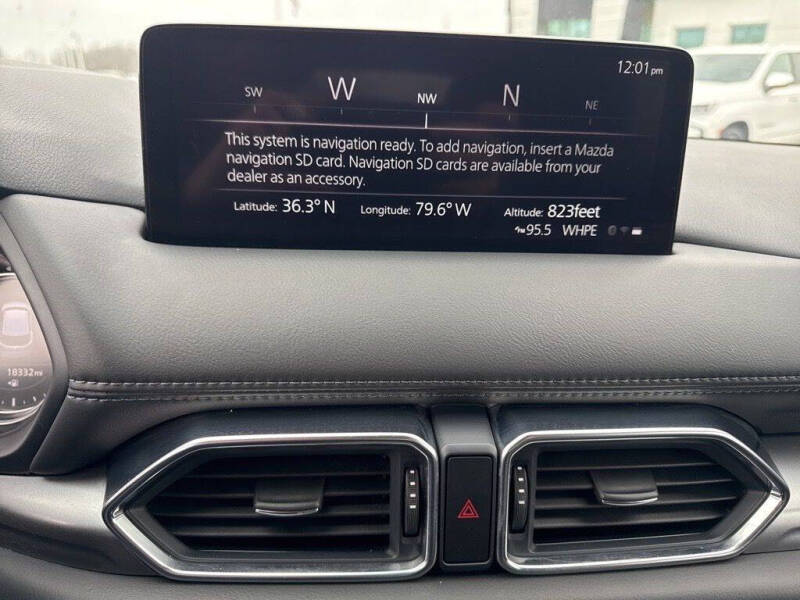 12:01pm
SW W NW N NE
This system is navigation ready. To add navigation, insert a Mazda
navigation SD card. Navigation SD cards are available from your
dealer as an accessory.
Latitude: 36.3° N Longitude: 79.6° W Altitude: 823feet
FM 95.5 WHPE
18332mi